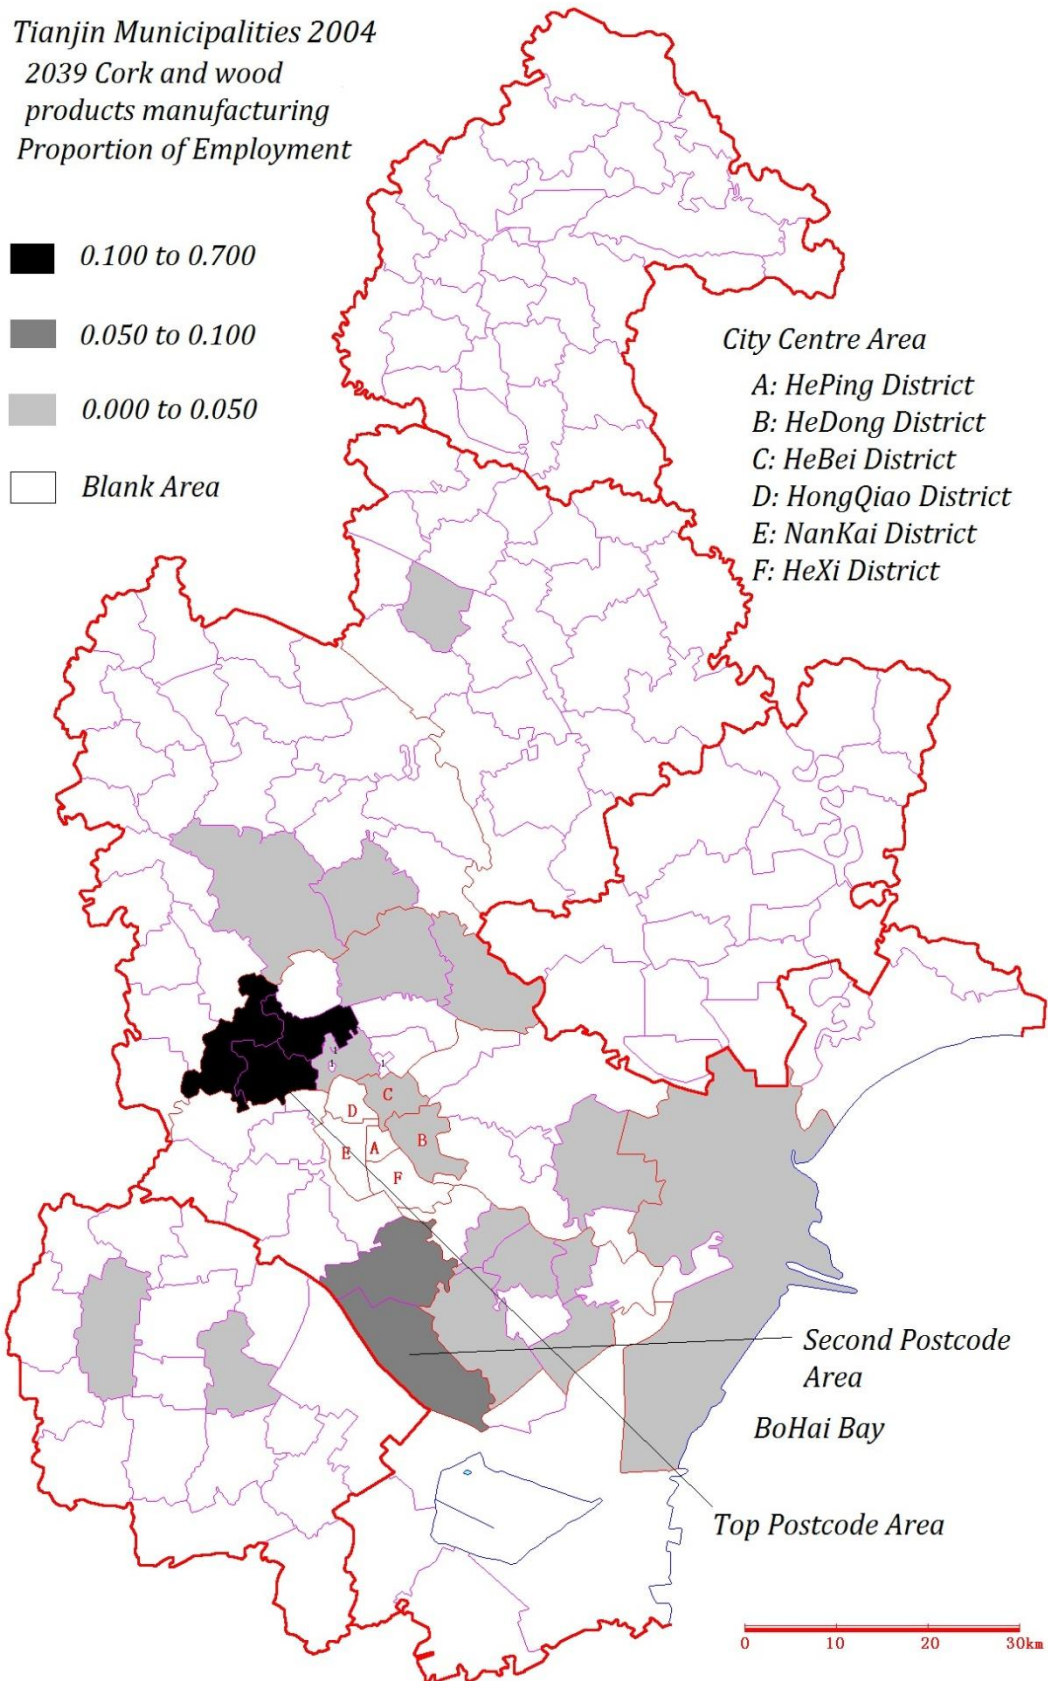 Tianjin Municipalities 2004
2039 Cork and wood
products manufacturing
Proportion of Employment
0.100 to 0.700
0.050 to 0.100
0.000 to 0.050
Blank Area
City Centre Area
A: HePing District
B: HeDong District
C: HeBei District
D: HongQiao District
E: NanKai District
F: HeXi District
1
1
C
D
B
A
E
F
Second Postcode
Area
BoHai Bay
Top Postcode Area
0 10 20 30km